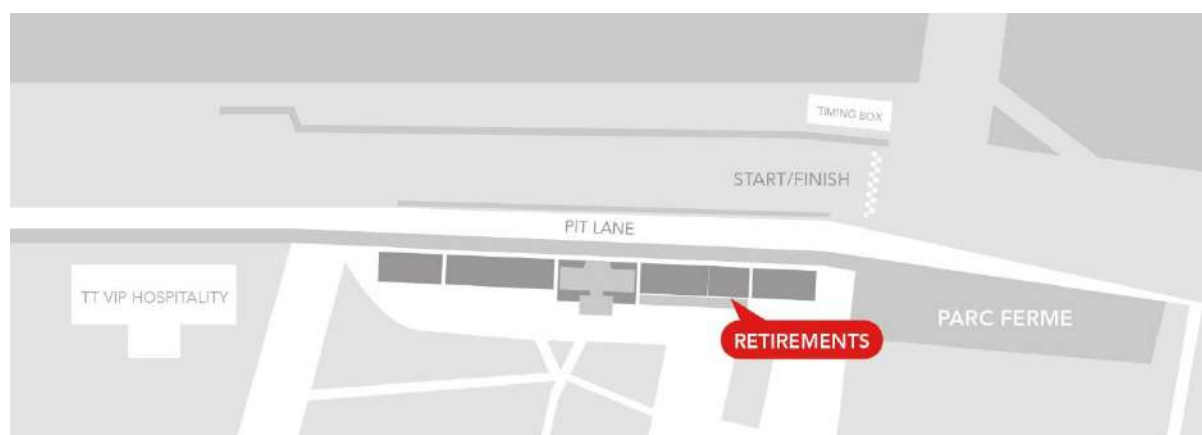 TIMING BOX
START/FINISH
PIT LANE
TT VIP HOSPITALITY
PARC FERME
RETIREMENTS